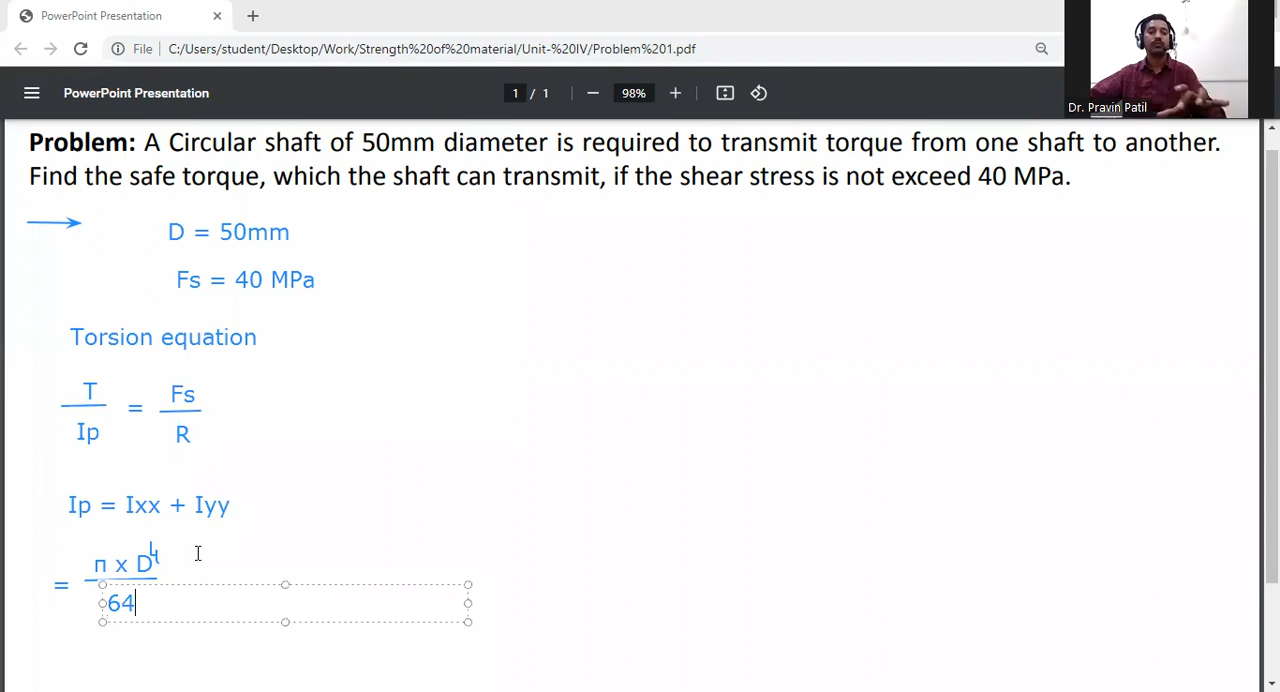 PowerPoint Presentation
File
C:/Users/student/Desktop/Work/Strength%20of%20material/Unit-%20IV/Problem%201.pdf
PowerPoint Presentation
1 / 1
98%
Dr. Pravin Patil
Problem: A Circular shaft of 50mm diameter is required to transmit torque from one shaft to another.
Find the safe torque, which the shaft can transmit, if the shear stress is not exceed 40 MPa.
D = 50mm
Fs = 40 MPa
Torsion equation
T
Ip
=
Fs
R
Ip = Ixx + Iyy
=
π x D4
64